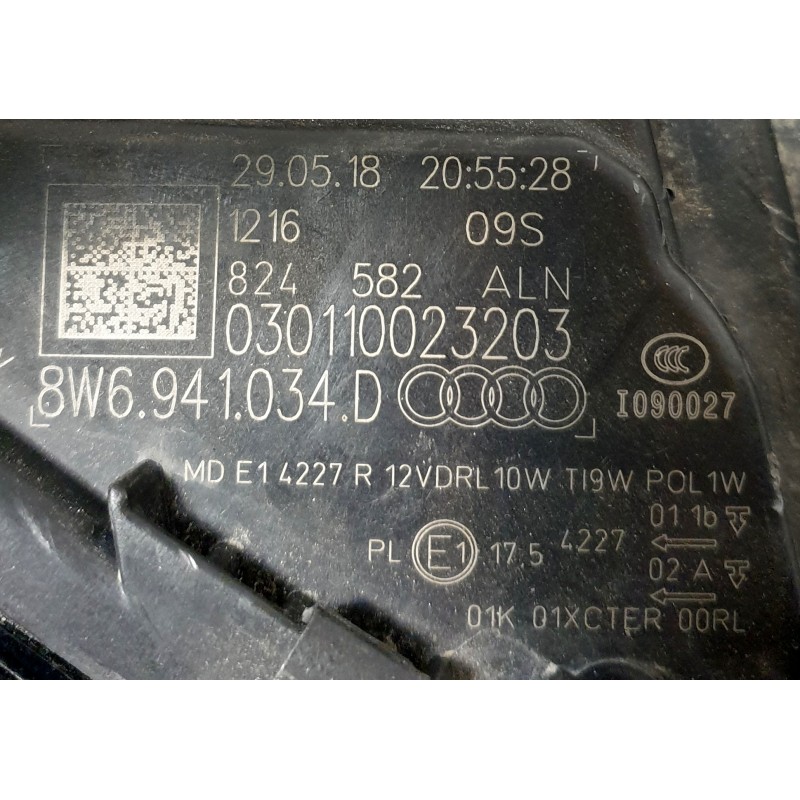 29.05.18 20:55:28
1216 09S
824 582 ALN
030110023203
8W6.941.034.D
CCC
I090027
MD E1 4227 R 12VDRL10W TI9W POL1W
PL E1 17.5 4227
01 1b
02 A
01K 01XCTER 00RL